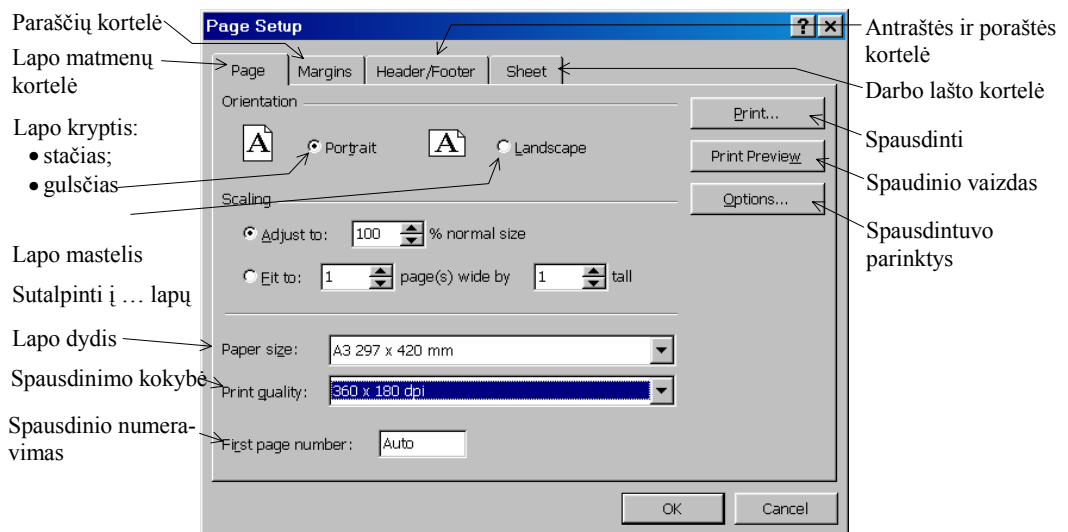 Paraščių kortelė
Lapo matmenų
kortelė
Lapo kryptis:
• stačias;
• gulsčias
Lapo mastelis
Sutalpinti į … lapų
Lapo dydis
Spausdinimo kokybė
Spausdinio numera-
vimas
Page Setup
Page Margins Header/Footer Sheet
Orientation
A Portrait A Landscape
Scaling
Adjust to: 100 % normal size
Fit to: 1 page(s) wide by 1 tall
Paper size: A3 297 x 420 mm
Print quality: 360 x 180 dpi
First page number: Auto
Print...
Print Preview
Options...
OK Cancel
Antraštės ir poraštės
kortelė
Darbo lašto kortelė
Spausdinti
Spaudinio vaizdas
Spausdintuvo
parinktys